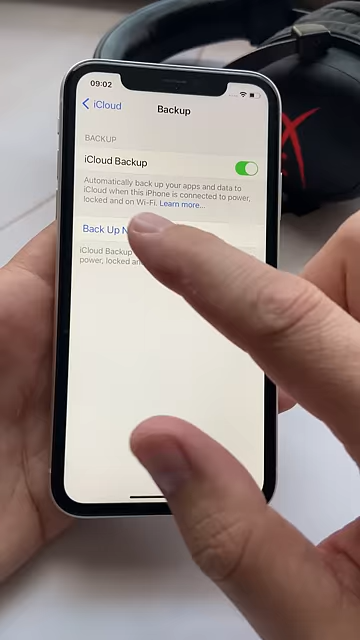 09:02
iCloud
Backup
BACKUP
iCloud Backup
Automatically back up your apps and data to
iCloud when this iPhone is connected to power,
locked and on Wi-Fi. Learn more...
Back Up
iCloud Backup
power, locked